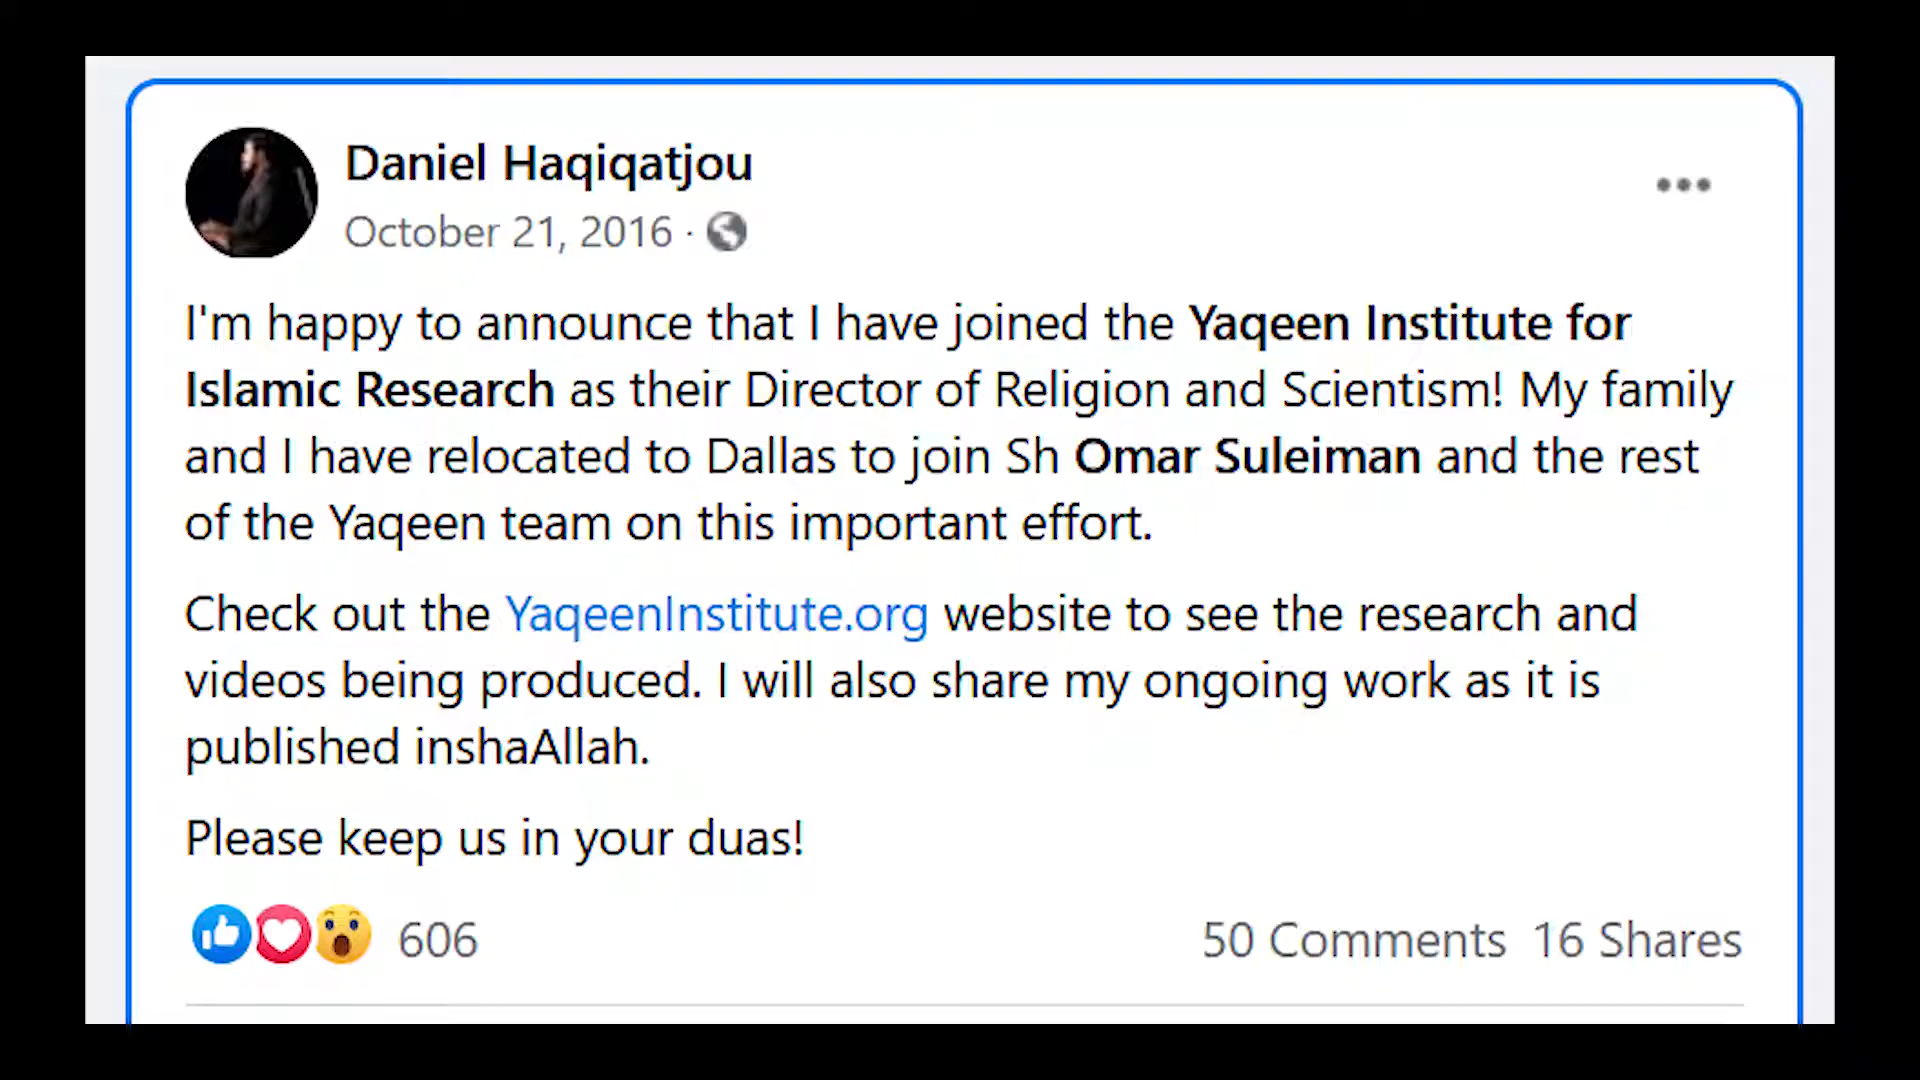 Daniel Haqiqatjou
October 21, 2016 ·
I'm happy to announce that I have joined the Yaqeen Institute for
Islamic Research as their Director of Religion and Scientism! My family
and I have relocated to Dallas to join Sh Omar Suleiman and the rest
of the Yaqeen team on this important effort.
Check out the YaqeenInstitute.org website to see the research and
videos being produced. I will also share my ongoing work as it is
published inshaAllah.
Please keep us in your duas!
606 50 Comments 16 Shares